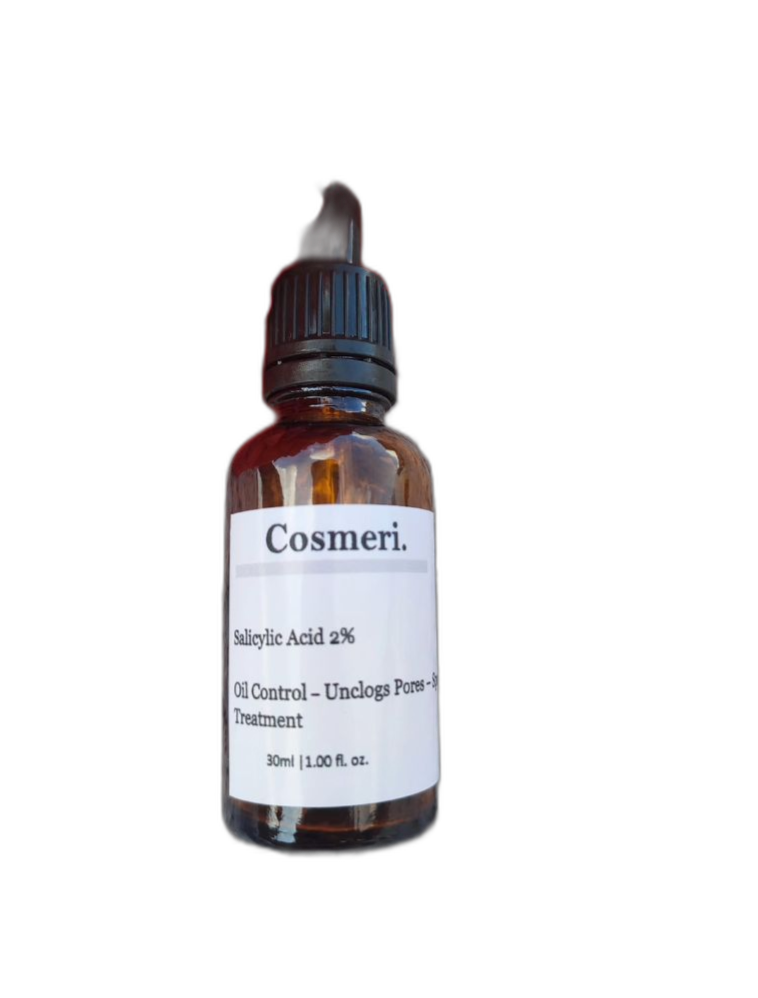 Cosmeri.
Salicylic Acid 2%
Oil Control – Unclogs Pores –
Treatment
30ml | 1.00 fl. oz.